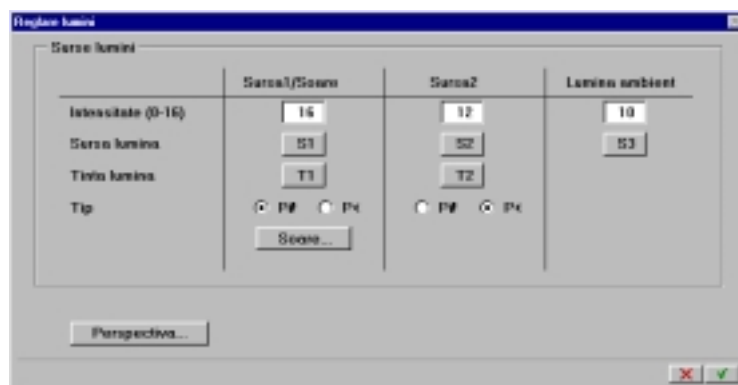 Reglare lumini
Surse lumini
Sursa1/Soare Sursa2 Lumina ambient
Intensitate (0-16) 16 12 10
Sursa lumina S1 S2 S3
Tinta lumina T1 T2
Tip P# P< P# P<
Soare...
Perspectiva...